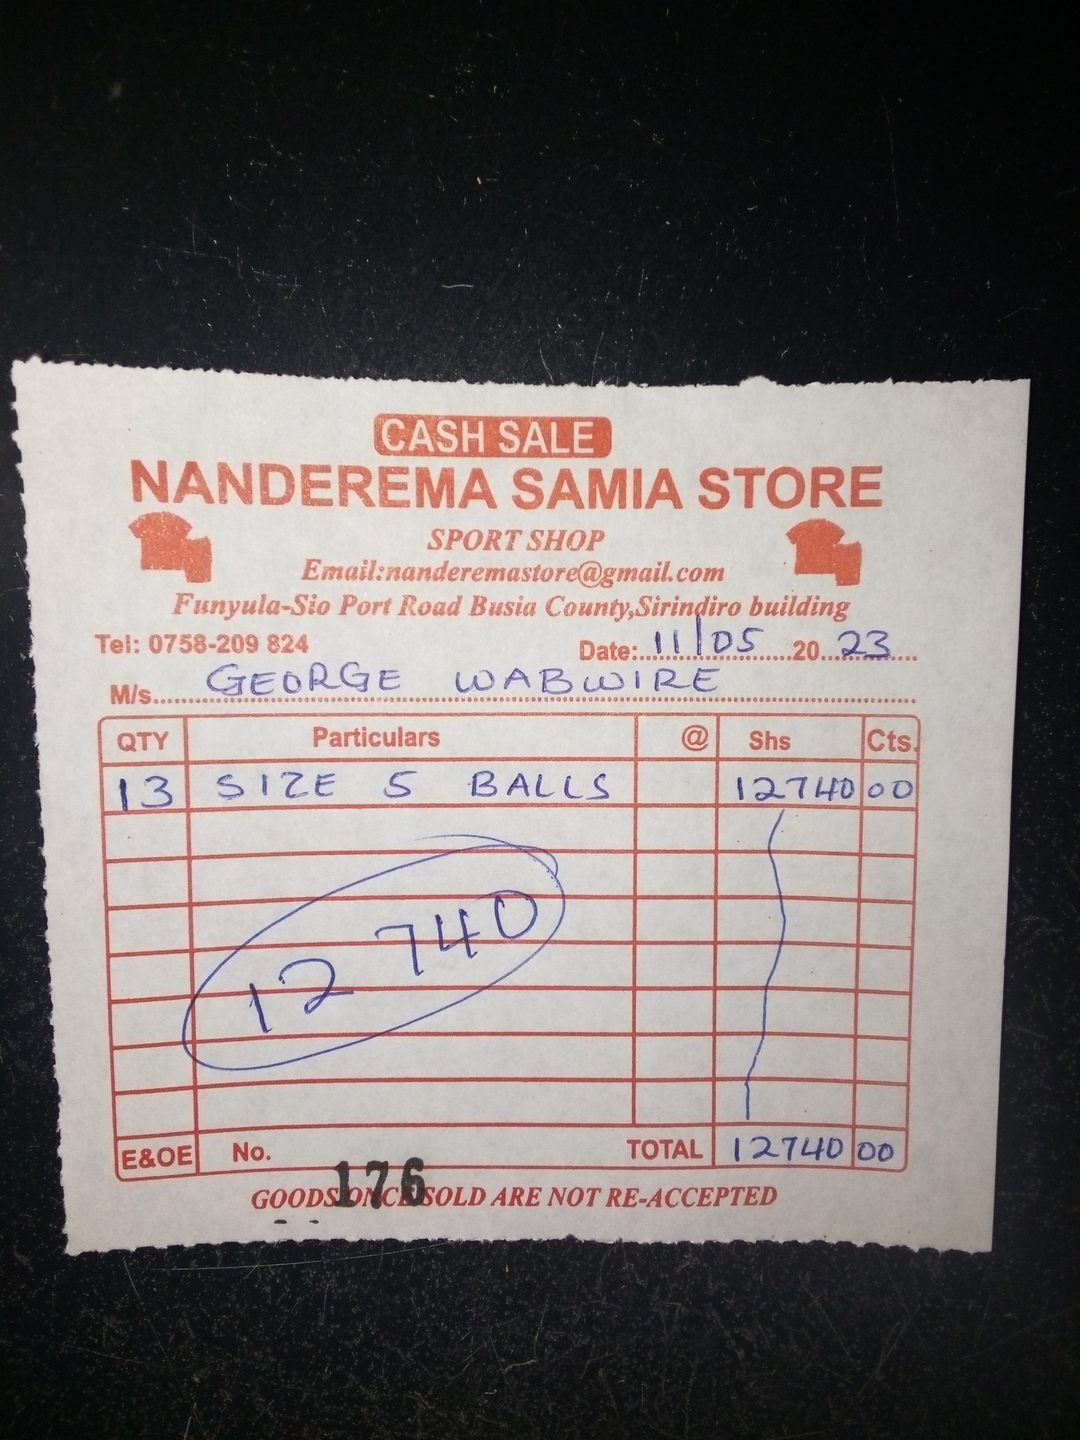 CASH SALE
NANDEREMA SAMIA STORE
SPORT SHOP
Email:nanderemastore@gmail.com
Funyula-Sio Port Road Busia County,Sirindiro building
Tel: 0758-209 824 Date:...11/05...20...23...
M/s...GEORGE WABWIRE...
QTY Particulars @ Shs Cts.
13 SIZE 5 BALLS 12740 00
12 740
E&OE No. TOTAL 12740 00
176
GOODS ONCE SOLD ARE NOT RE-ACCEPTED